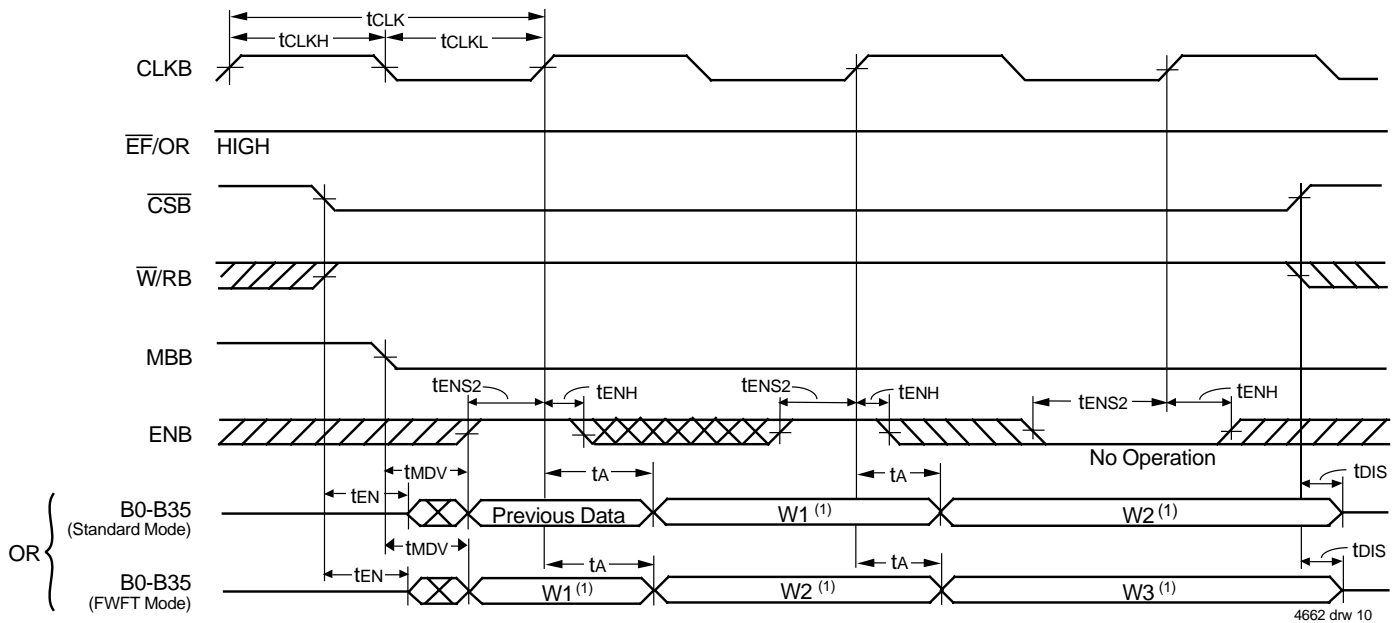 tCLK
tCLKH tCLKL
CLKB
EF/OR HIGH
CSB
W/RB
MBB
tENS2 tENH tENS2 tENH tENS2 tENH
ENB
No Operation
tMDV tA tA tDIS
tEN
B0-B35 Previous Data W1 (1) W2 (1)
(Standard Mode)
OR
tMDV tDIS
tEN tA tA
B0-B35 W1 (1) W2 (1) W3 (1)
(FWFT Mode)
4662 drw 10